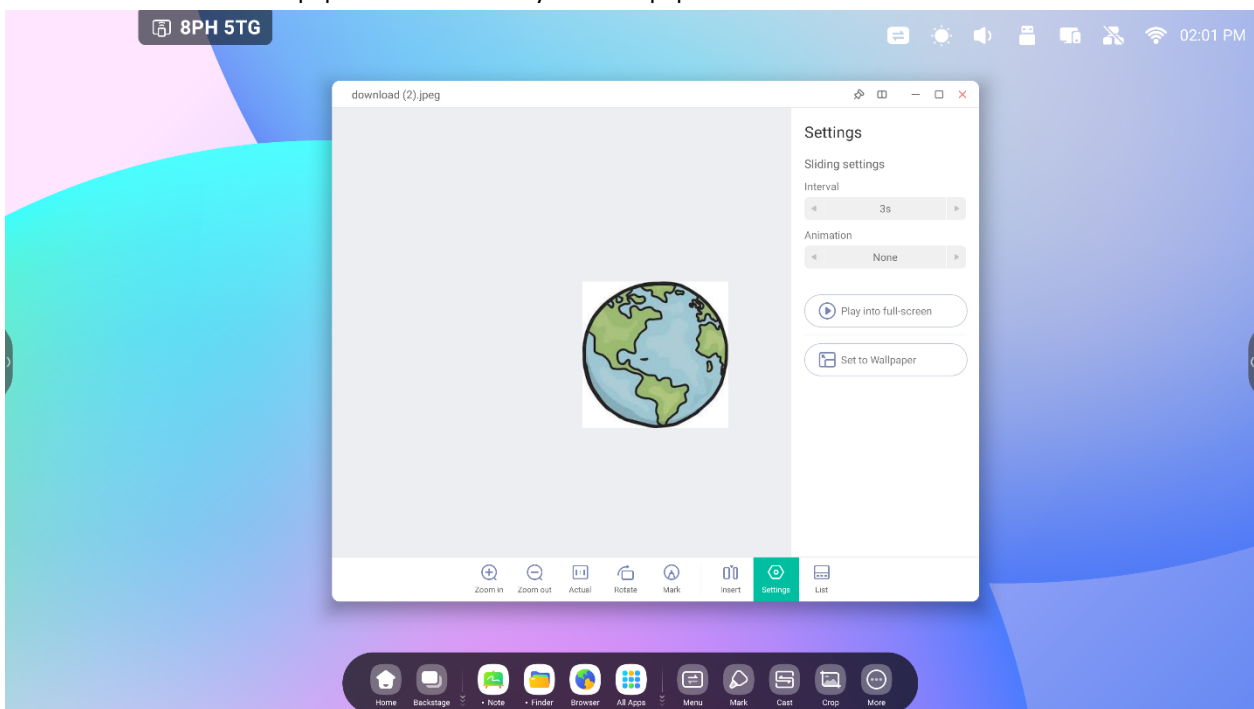 8PH 5TG
02:01 PM
download (2).jpeg
Settings
Sliding settings
Interval
3s
Animation
None
Play into full-screen
Set to Wallpaper
Zoom in Zoom out Actual Rotate Mark Insert Settings List
Home Backstage • Note • Finder Browser All Apps Menu Mark Cast Crop More